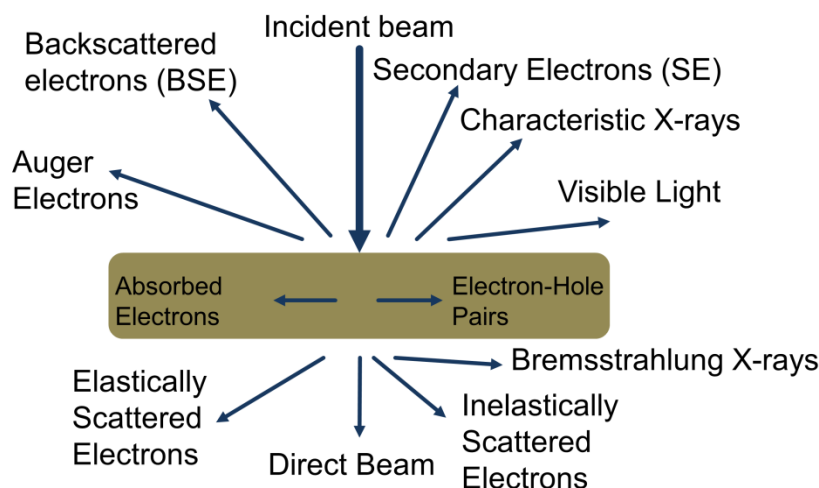 Incident beam
Backscattered
electrons (BSE)
Secondary Electrons (SE)
Characteristic X-rays
Auger
Electrons
Visible Light
Absorbed
Electrons
Electron-Hole
Pairs
Bremsstrahlung X-rays
Elastically
Scattered
Electrons
Direct Beam
Inelastically
Scattered
Electrons